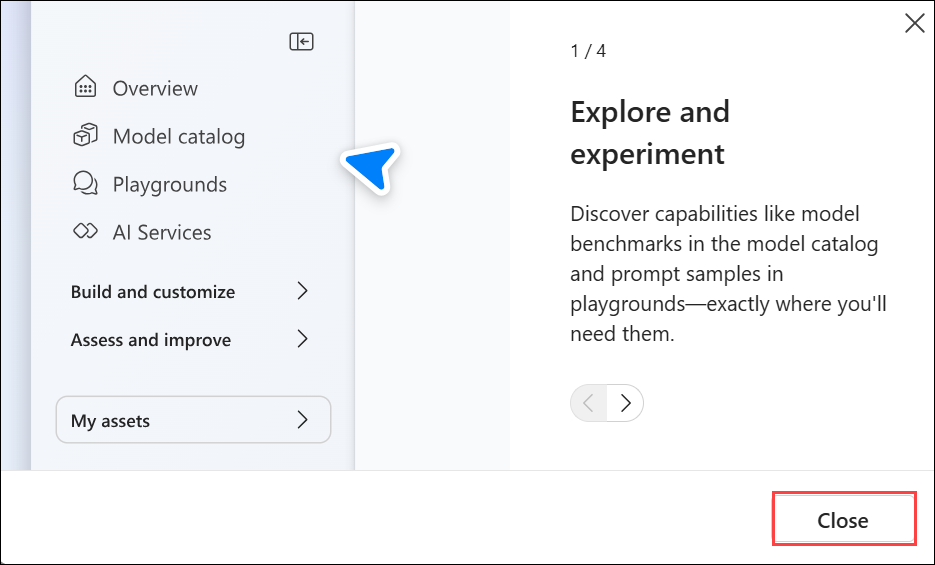 Overview
Model catalog
Playgrounds
AI Services
Build and customize
Assess and improve
My assets
1 / 4
Explore and
experiment
Discover capabilities like model
benchmarks in the model catalog
and prompt samples in
playgrounds—exactly where you'll
need them.
Close